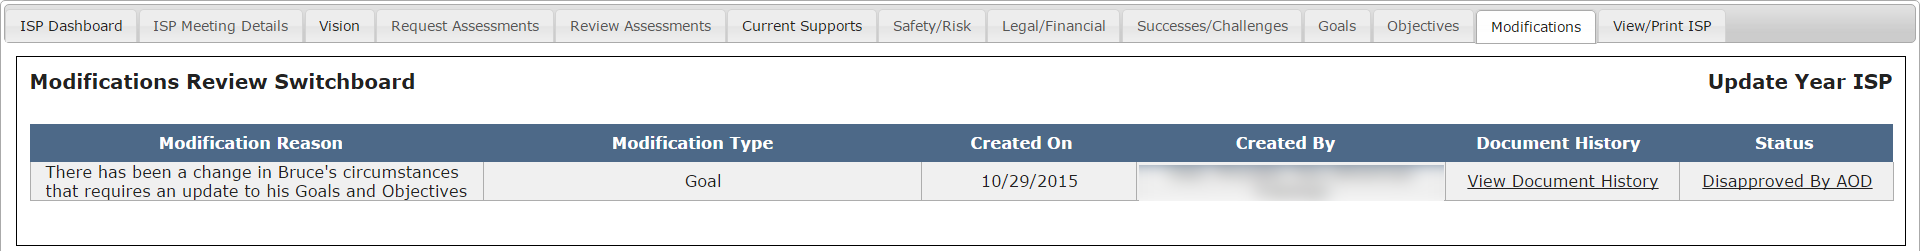 ISP Dashboard ISP Meeting Details Vision Request Assessments Review Assessments Current Supports Safety/Risk Legal/Financial Successes/Challenges Goals Objectives Modifications View/Print ISP
Modifications Review Switchboard Update Year ISP
Modification Reason Modification Type Created On Created By Document History Status
There has been a change in Bruce's circumstances
that requires an update to his Goals and Objectives Goal 10/29/2015 View Document History Disapproved By AOD